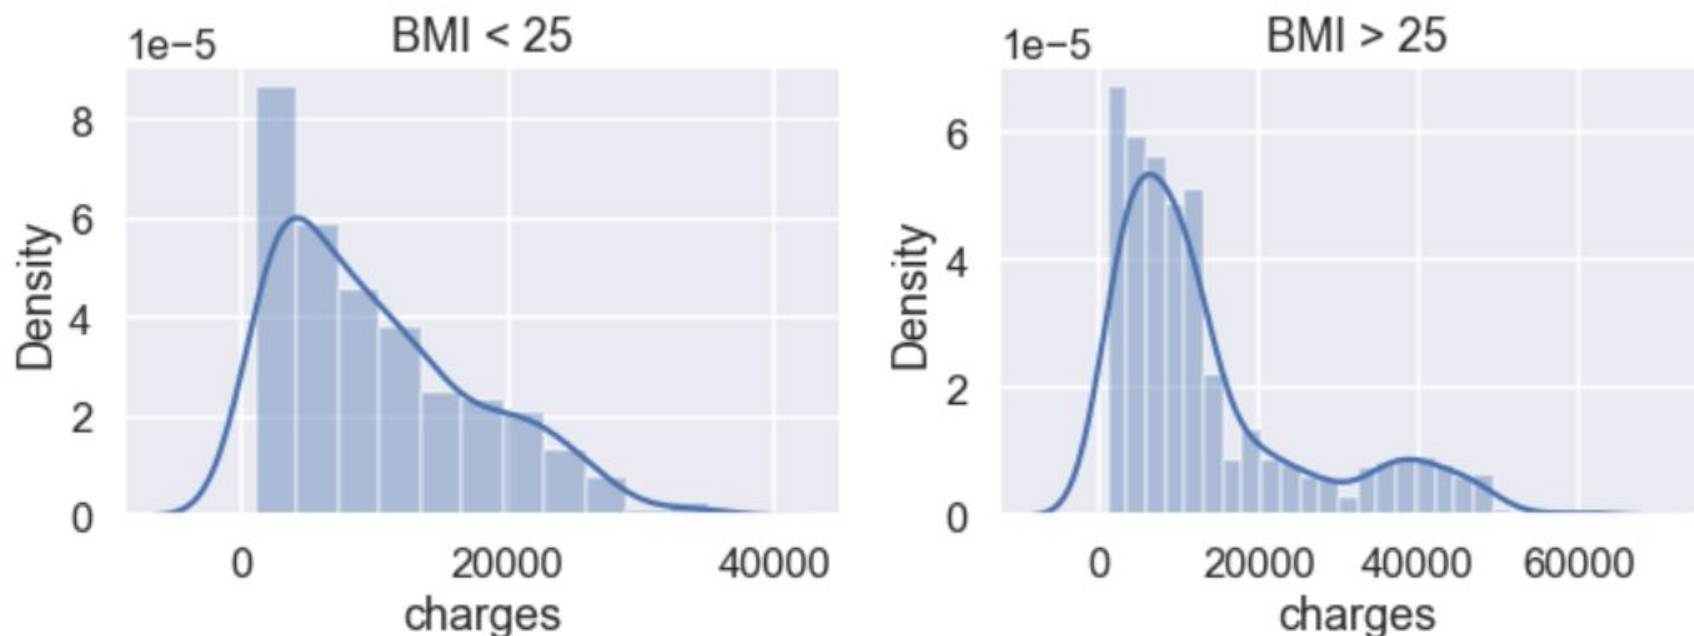 BMI < 25
1e−5
8
6
4
2
0
Density
0 20000 40000
charges
BMI > 25
1e−5
6
4
2
0
Density
0 20000 40000 60000
charges